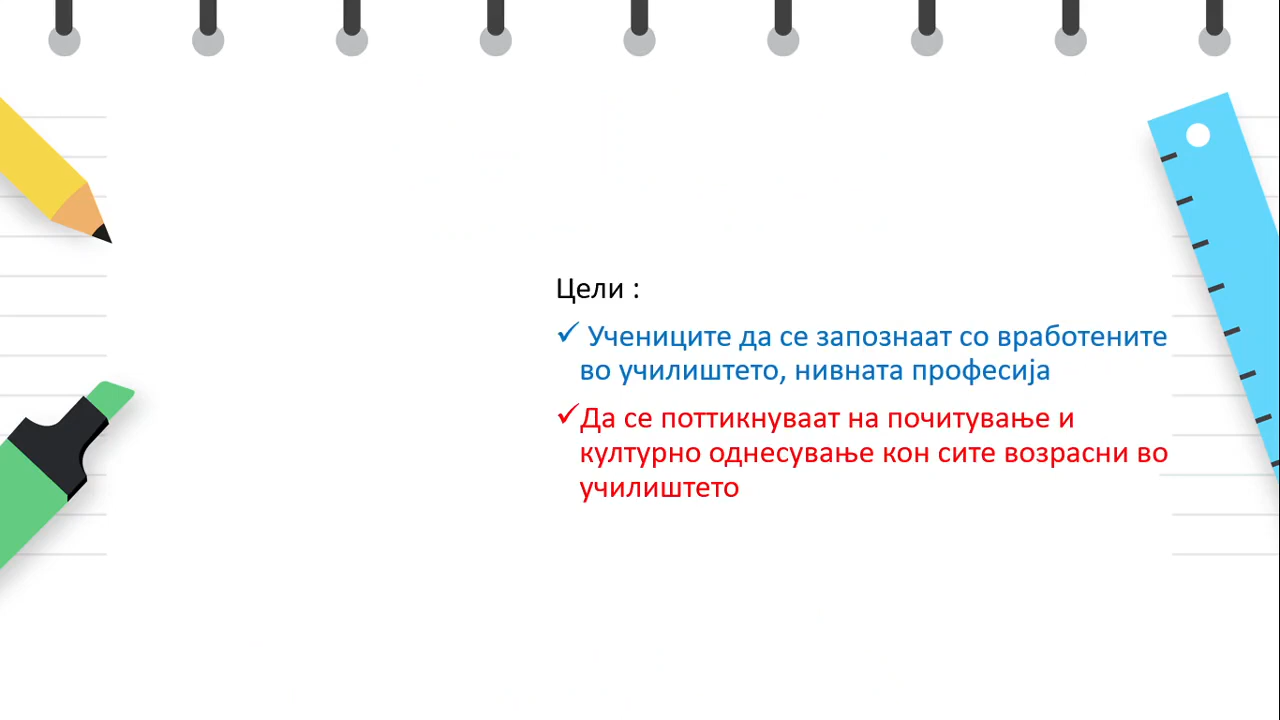 Цели :
✓ Учениците да се запознаат со вработените
во училиштето, нивната професија
✓Да се поттикнуваат на почитување и
културно однесување кон сите возрасни во
училиштето